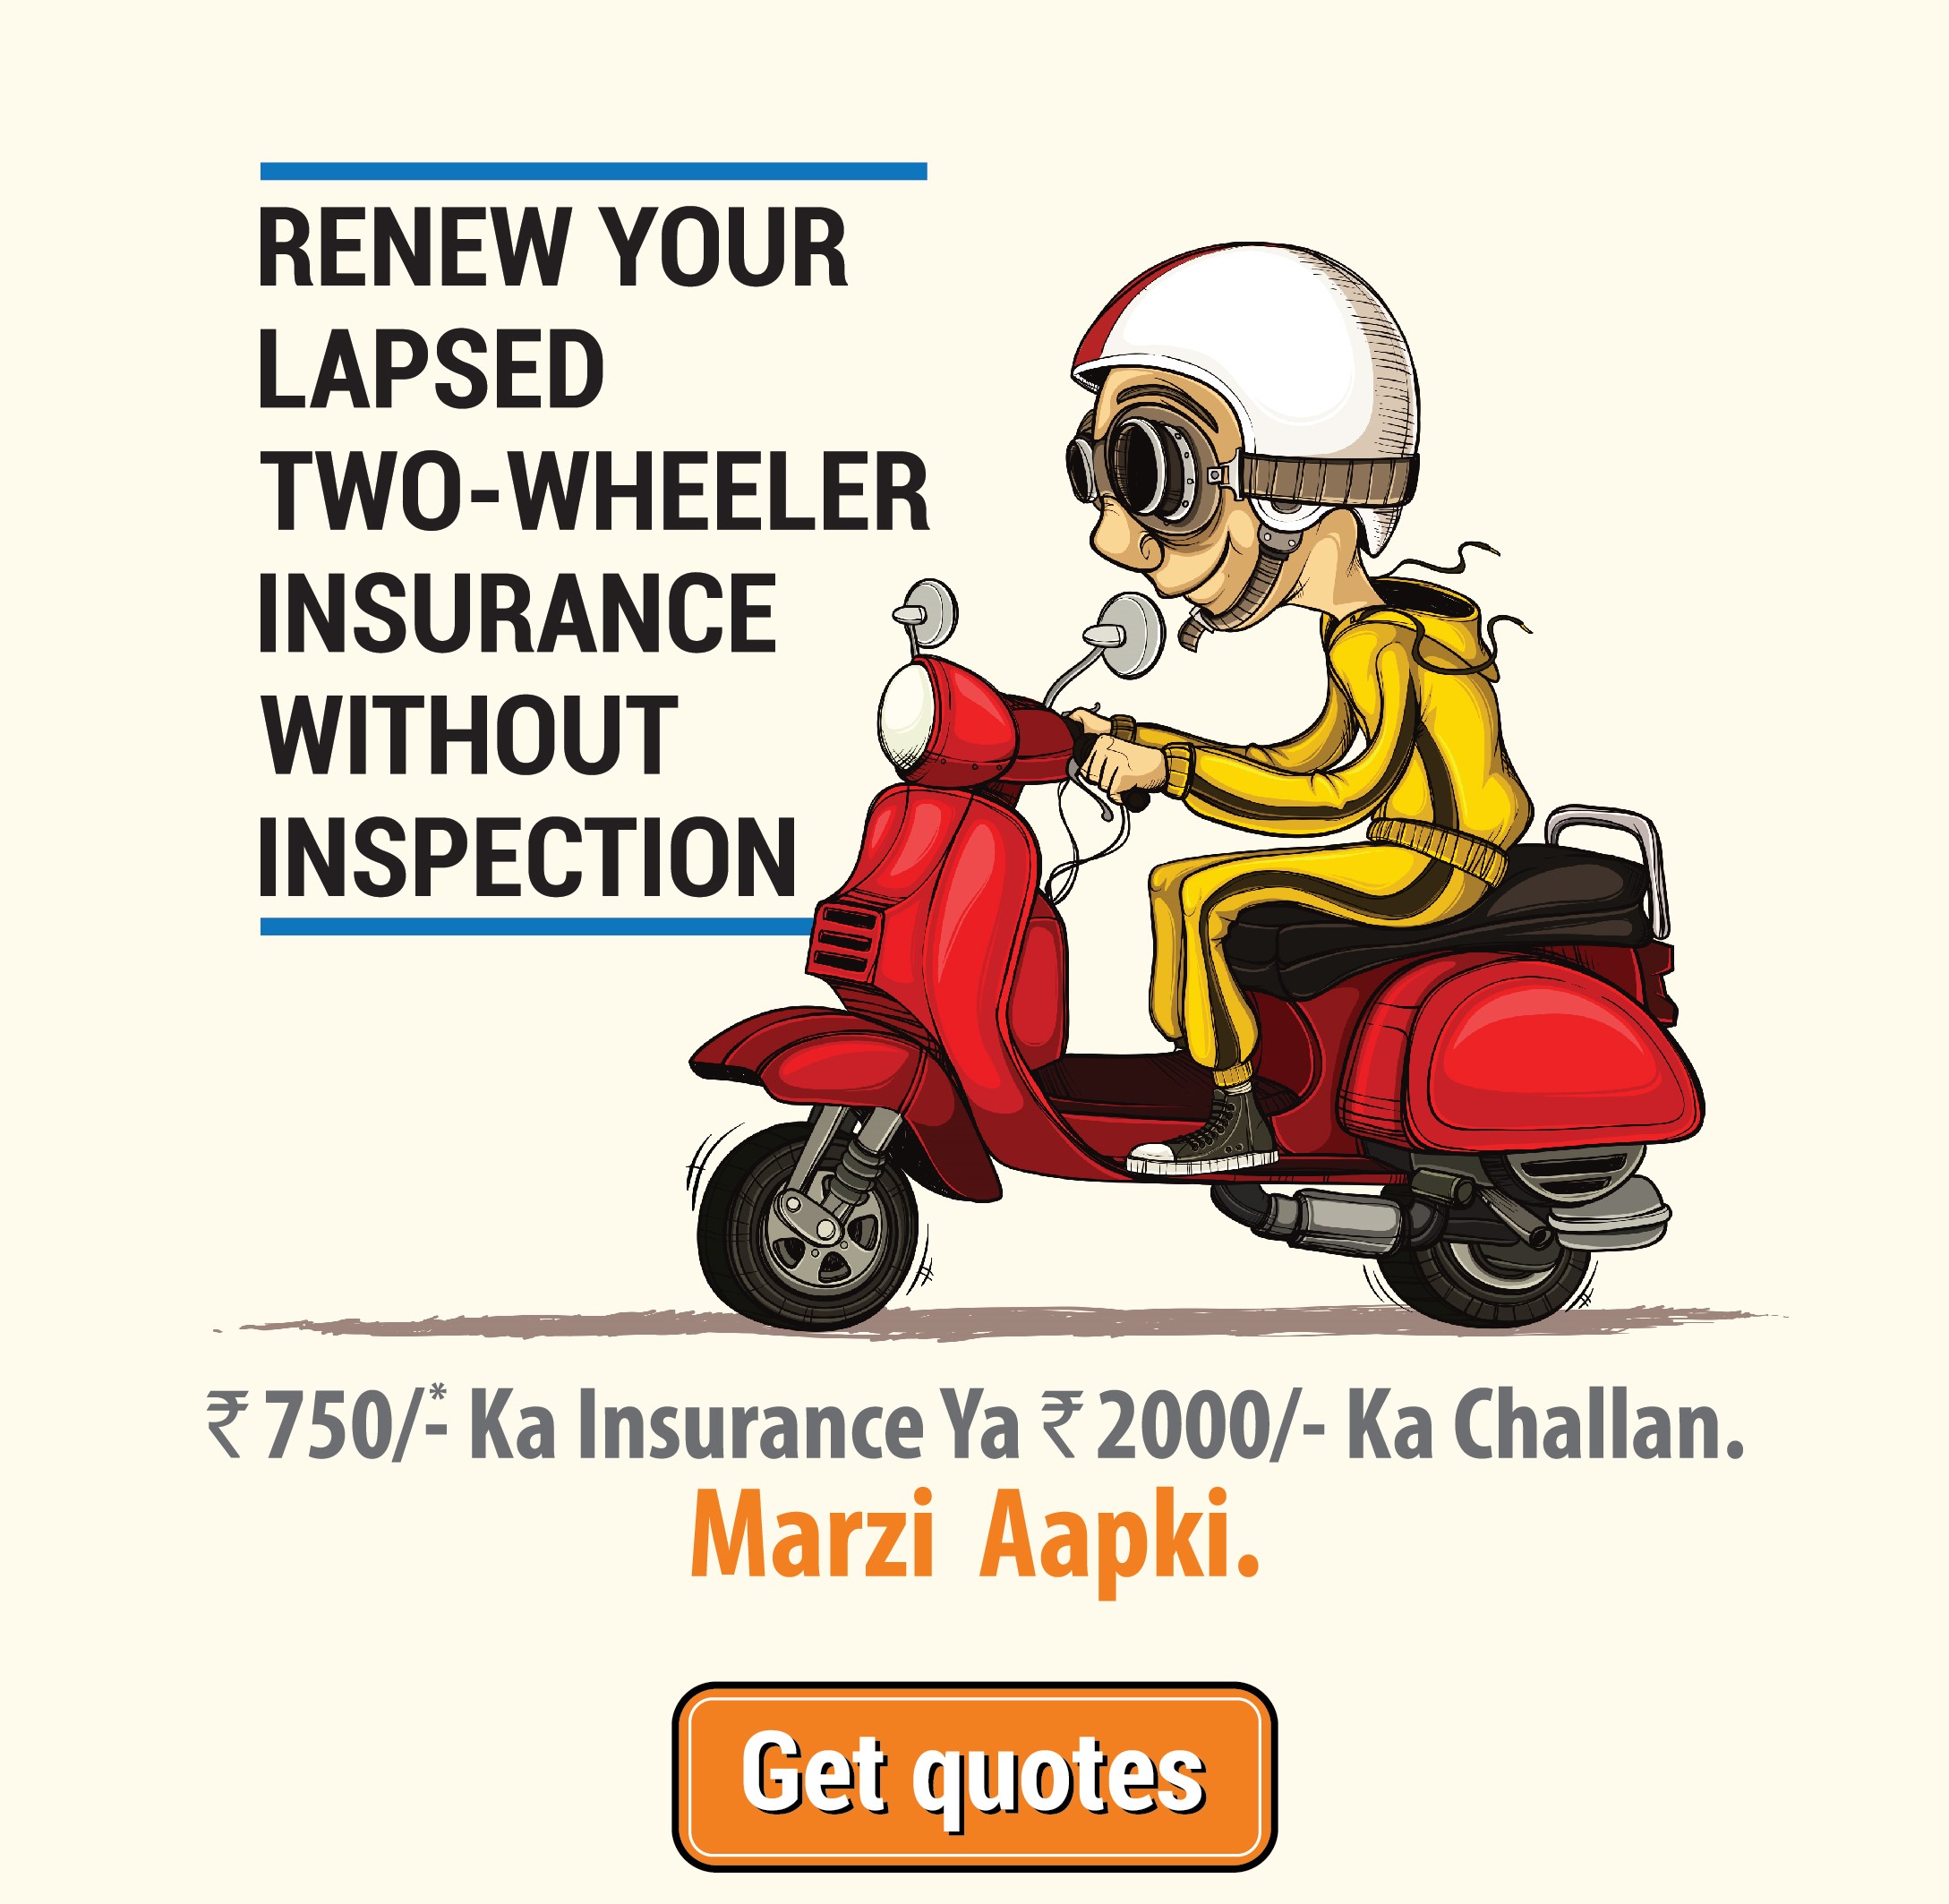 RENEW YOUR
LAPSED
TWO-WHEELER
INSURANCE
WITHOUT
INSPECTION
₹ 750/-* Ka Insurance Ya ₹ 2000/- Ka Challan.
Marzi Aapki.
Get quotes